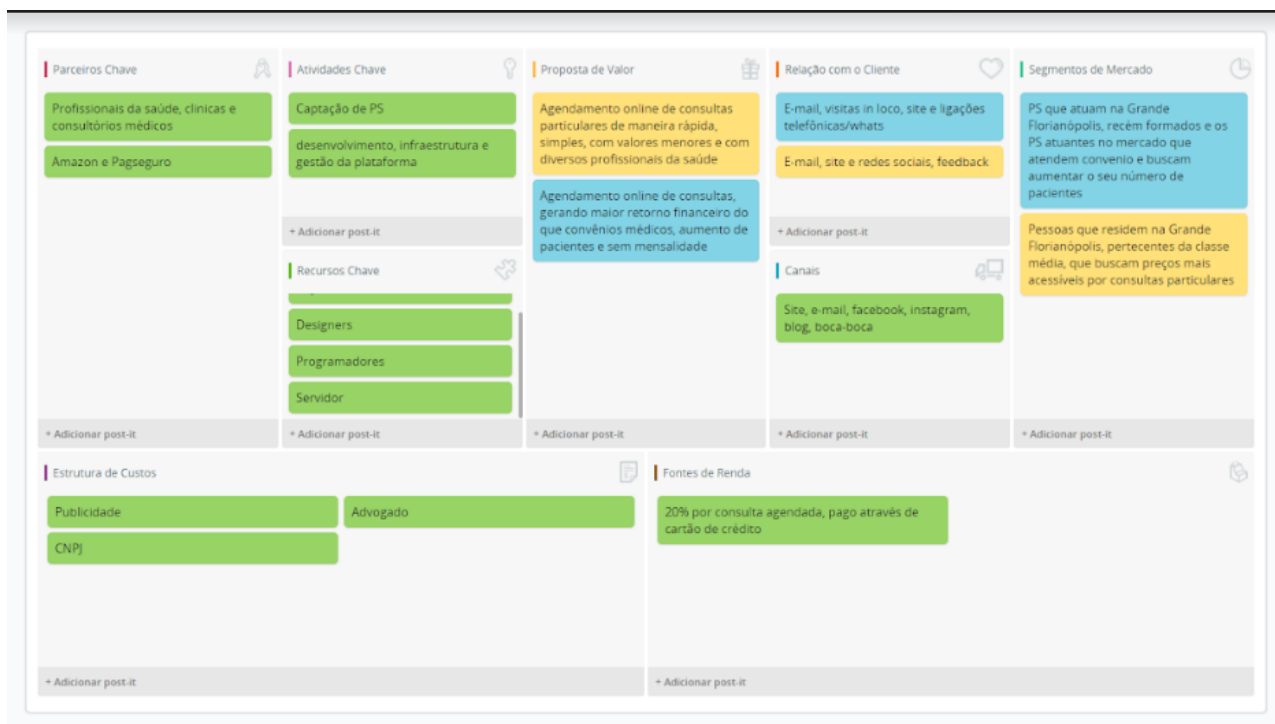 Parceiros Chave
Profissionais da saúde, clinicas e
consultórios médicos
Amazon e Pagseguro
+ Adicionar post-it
Atividades Chave
Captação de PS
desenvolvimento, infraestrutura e
gestão da plataforma
+ Adicionar post-it
Recursos Chave
Designers
Programadores
Servidor
+ Adicionar post-it
Proposta de Valor
Agendamento online de consultas
particulares de maneira rápida,
simples, com valores menores e com
diversos profissionais da saúde
Agendamento online de consultas,
gerando maior retorno financeiro do
que convênios médicos, aumento de
pacientes e sem mensalidade
+ Adicionar post-it
Relação com o Cliente
E-mail, visitas in loco, site e ligações
telefônicas/whats
E-mail, site e redes sociais, feedback
+ Adicionar post-it
Canais
Site, e-mail, facebook, instagram,
blog, boca-boca
+ Adicionar post-it
Segmentos de Mercado
PS que atuam na Grande
Florianópolis, recém formados e os
PS atuantes no mercado que
atendem convenio e buscam
aumentar o seu número de
pacientes
Pessoas que residem na Grande
Florianópolis, pertecentes da classe
média, que buscam preços mais
acessíveis por consultas particulares
+ Adicionar post-it
Estrutura de Custos
Publicidade
Advogado
CNPJ
+ Adicionar post-it
Fontes de Renda
20% por consulta agendada, pago através de
cartão de crédito
+ Adicionar post-it